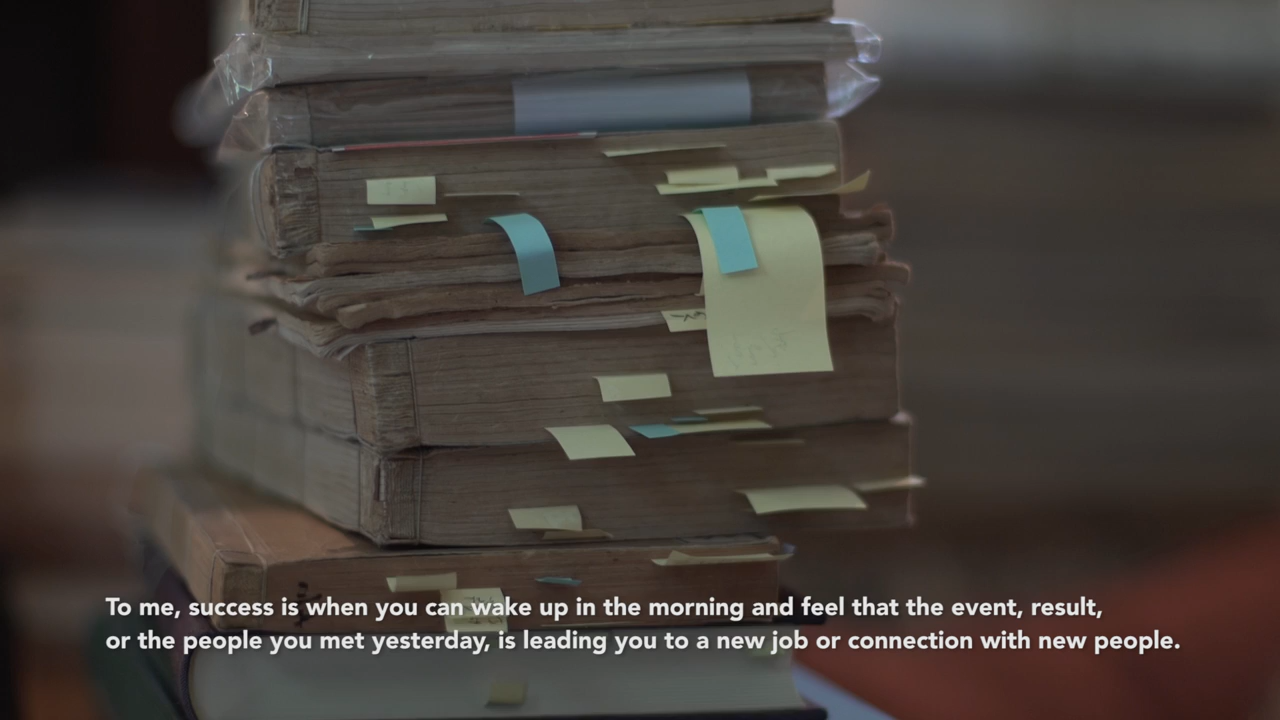 To me, success is when you can wake up in the morning and feel that the event, result,
or the people you met yesterday, is leading you to a new job or connection with new people.